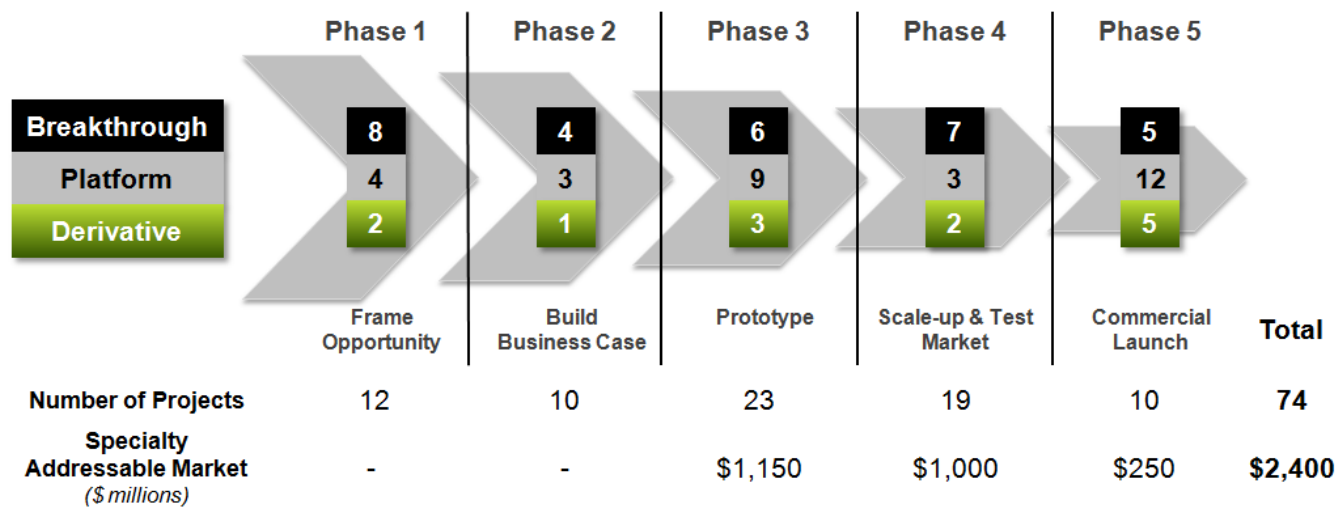 Phase 1 Phase 2 Phase 3 Phase 4 Phase 5
Breakthrough 8 4 6 7 5
Platform 4 3 9 3 12
Derivative 2 1 3 2 5
Frame Build Prototype Scale-up & Test Commercial
Opportunity Business Case Market Launch Total
Number of Projects 12 10 23 19 10 74
Specialty
Addressable Market - - $1,150 $1,000 $250 $2,400
($ millions)